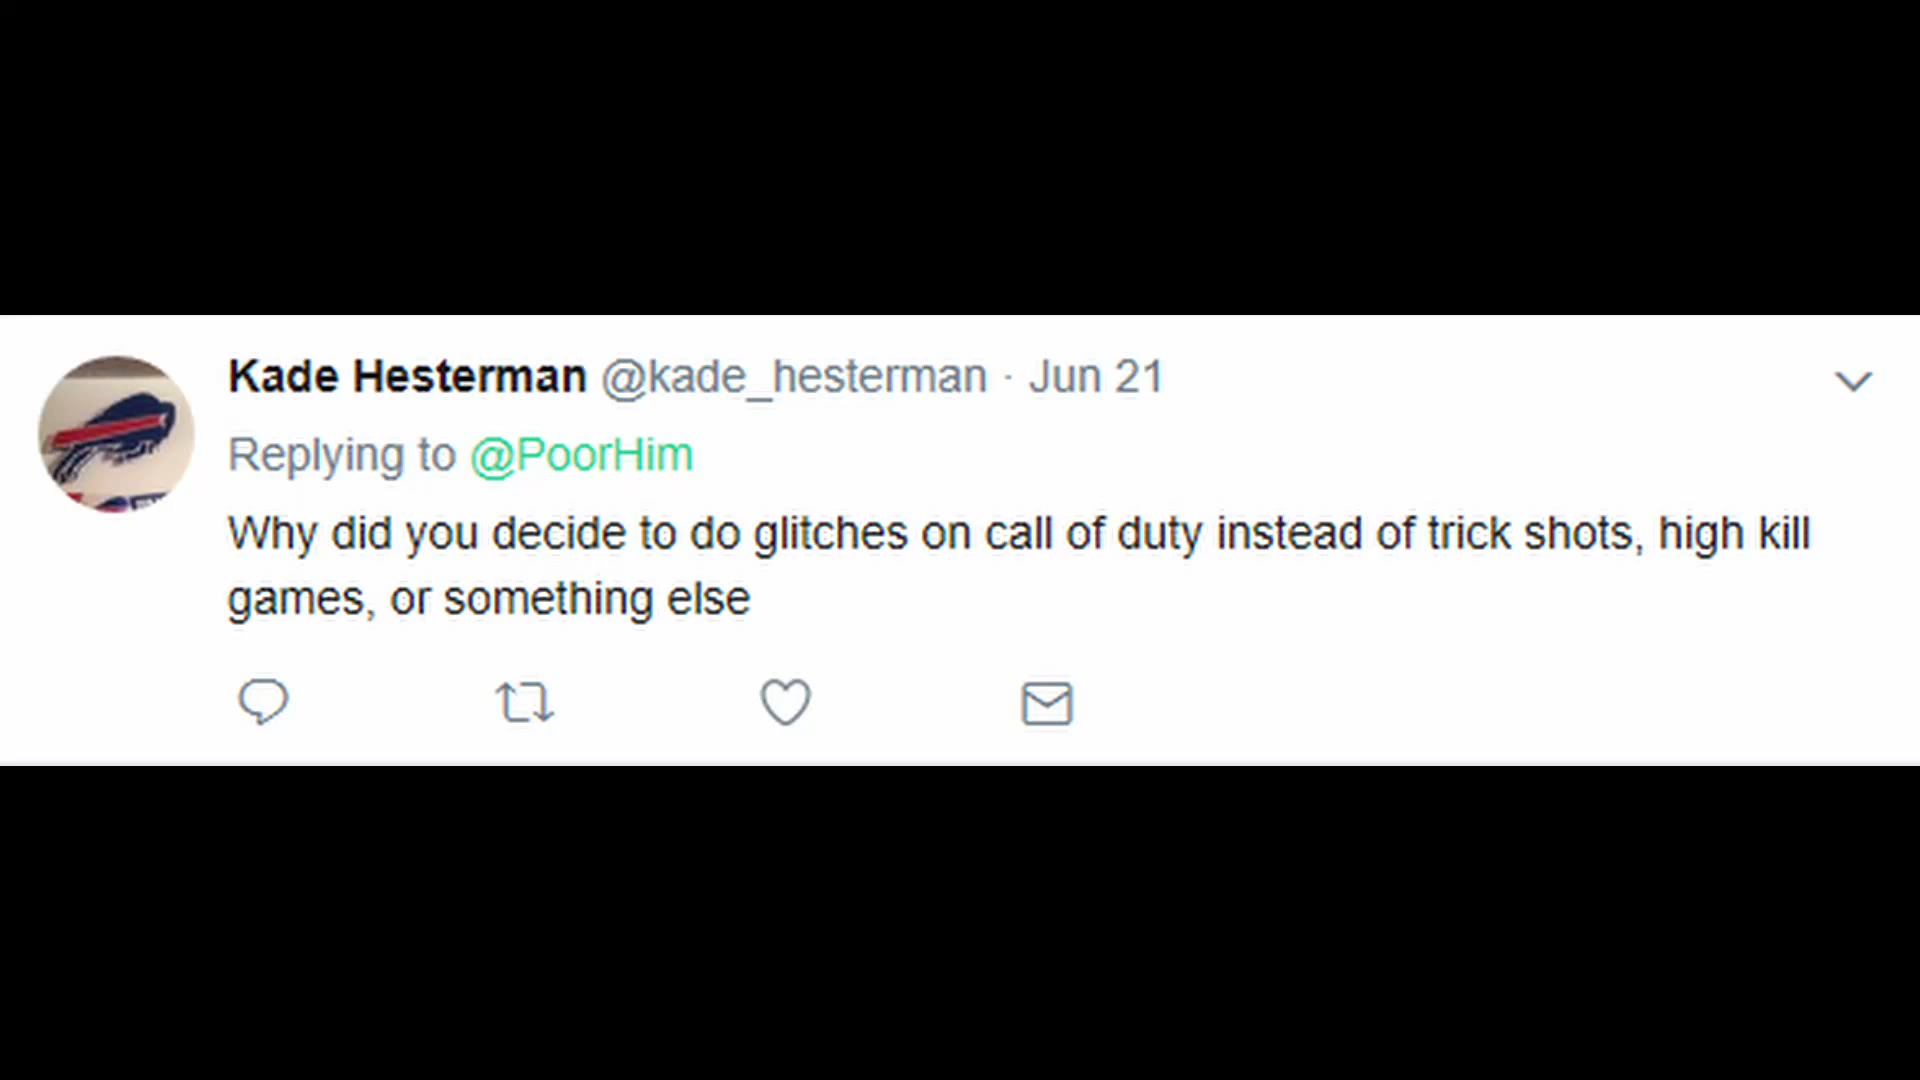 Kade Hesterman @kade_hesterman · Jun 21
Replying to @PoorHim
Why did you decide to do glitches on call of duty instead of trick shots, high kill
games, or something else